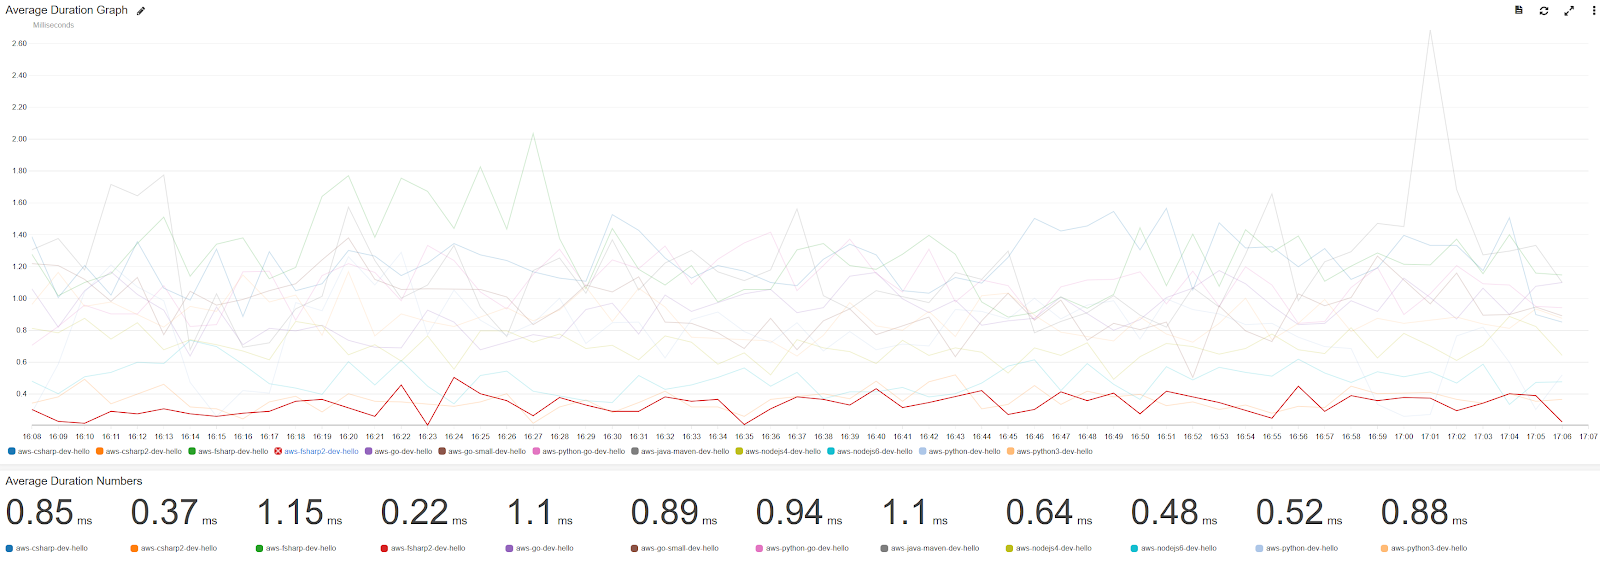 Average Duration Graph
Milliseconds
2.60
2.40
2.20
2.00
1.80
1.60
1.40
1.20
1.00
0.8
0.6
0.4
16:08 16:09 16:10 16:11 16:12 16:13 16:14 16:15 16:16 16:17 16:18 16:19 16:20 16:21 16:22 16:23 16:24 16:25 16:26 16:27 16:28 16:29 16:30 16:31 16:32 16:33 16:34 16:35 16:36 16:37 16:38 16:39 16:40 16:41 16:42 16:43 16:44 16:45 16:46 16:47 16:48 16:49 16:50 16:51 16:52 16:53 16:54 16:55 16:56 16:57 16:58 16:59 17:00 17:01 17:02 17:03 17:04 17:05 17:06 17:07
aws-csharp-dev-hello aws-csharp2-dev-hello aws-fsharp-dev-hello aws-fsharp2-dev-hello aws-go-dev-hello aws-go-small-dev-hello aws-python-go-dev-hello aws-java-maven-dev-hello aws-nodejs4-dev-hello aws-nodejs6-dev-hello aws-python-dev-hello aws-python3-dev-hello
Average Duration Numbers
0.85 ms 0.37 ms 1.15 ms 0.22 ms 1.1 ms 0.89 ms 0.94 ms 1.1 ms 0.64 ms 0.48 ms 0.52 ms 0.88 ms
aws-csharp-dev-hello aws-csharp2-dev-hello aws-fsharp-dev-hello aws-fsharp2-dev-hello aws-go-dev-hello aws-go-small-dev-hello aws-python-go-dev-hello aws-java-maven-dev-hello aws-nodejs4-dev-hello aws-nodejs6-dev-hello aws-python-dev-hello aws-python3-dev-hello